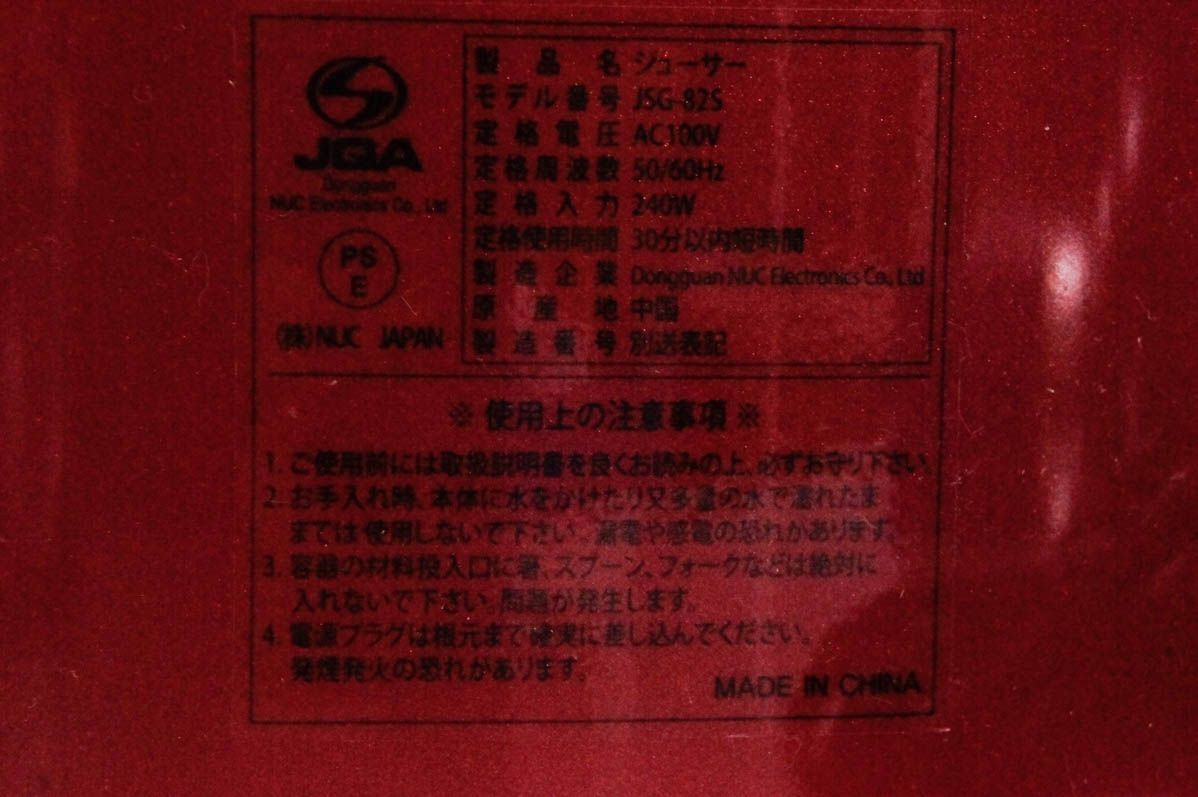 JQA
Dongguan
NUC Electronics Co., Ltd
PS
E
(株)NUC JAPAN
製品名 ジューサー
モデル番号 JSG-82S
定格電圧 AC100V
定格周波数 50/60Hz
定格入力 240W
定格使用時間 30分以内短時間
製造企業 Dongguan NUC Electronics Co., Ltd
原産地 中国
製造番号 別送表記
※ 使用上の注意事項 ※
1. ご使用前には取扱説明番を良くお読みの上、必ずお守り下さい。
2. お手入れ時、本体に水をかけたり又多量の水で濡れたま
までは 使用しないで下さい。漏電や感電の恐れがあります。
3. 容器の材料投入口に箸、スプーン、フォークなどは絶対に
入れないで下さい。問題が発生します。
4. 電源プラグは根元まで確実に差し込んでください。
発煙発火の恐れがあります。
MADE IN CHINA